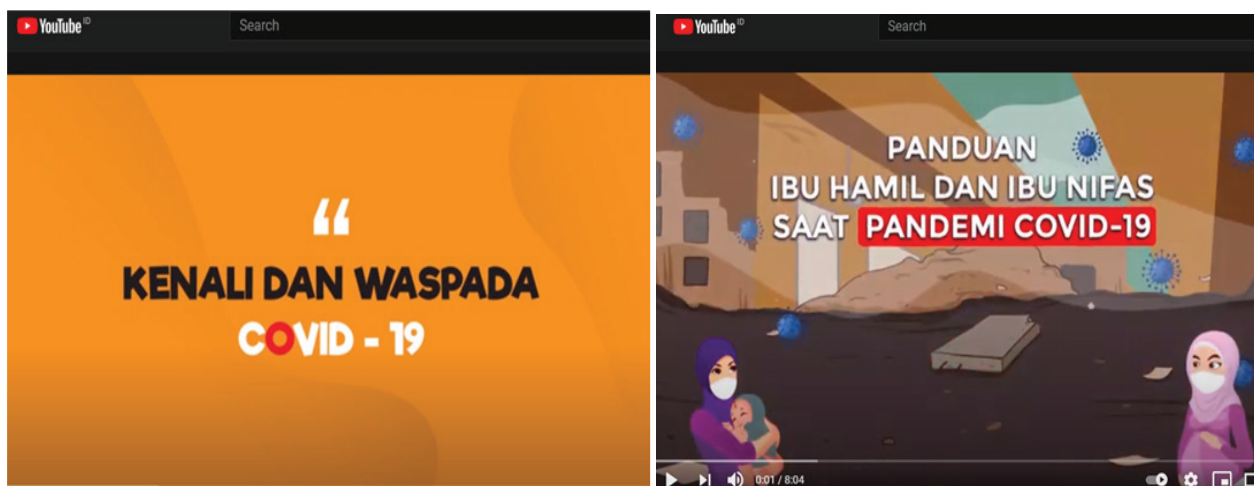 YouTube ID
Search
“
KENALI DAN WASPADA
COVID - 19
YouTube ID
Search
PANDUAN
IBU HAMIL DAN IBU NIFAS
SAAT PANDEMI COVID-19
0:01 / 8:04